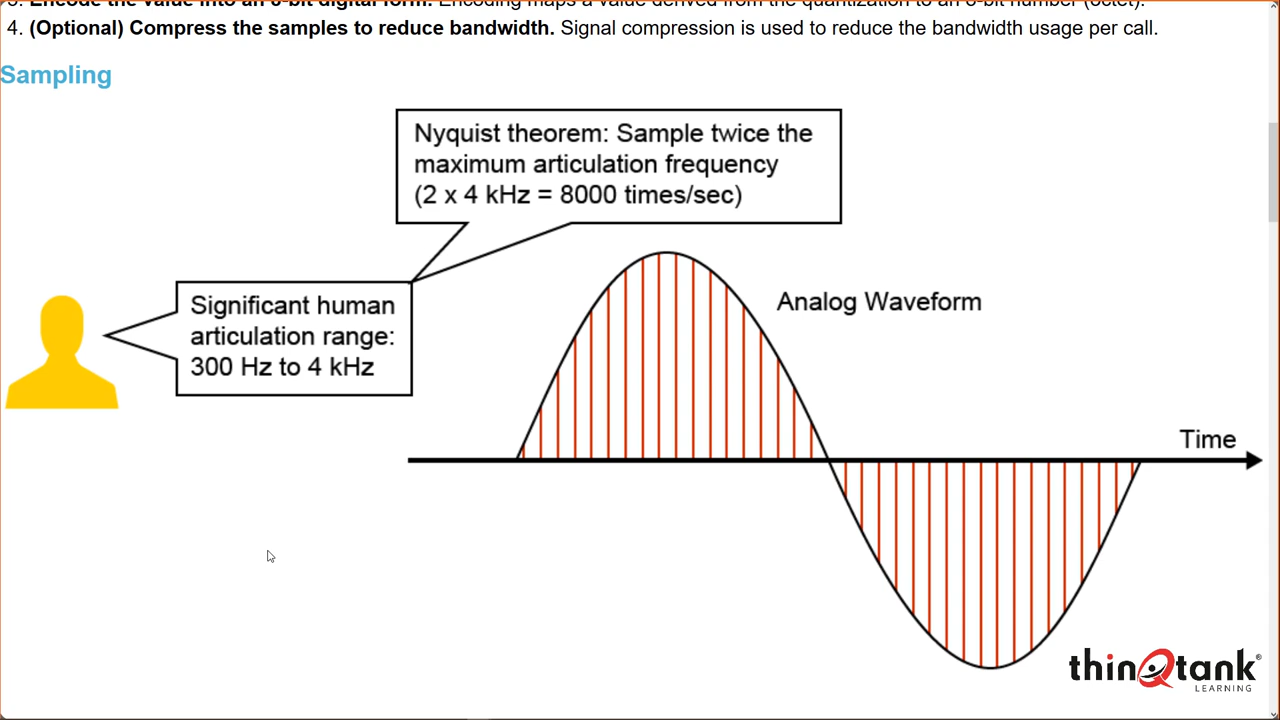 3. Encode the value into an 8-bit digital form. Encoding maps a value derived from the quantization to an 8-bit number (octet).
4. (Optional) Compress the samples to reduce bandwidth. Signal compression is used to reduce the bandwidth usage per call.
Sampling
Nyquist theorem: Sample twice the
maximum articulation frequency
(2 x 4 kHz = 8000 times/sec)
Significant human
articulation range:
300 Hz to 4 kHz
Analog Waveform
Time
thinQtank®
LEARNING